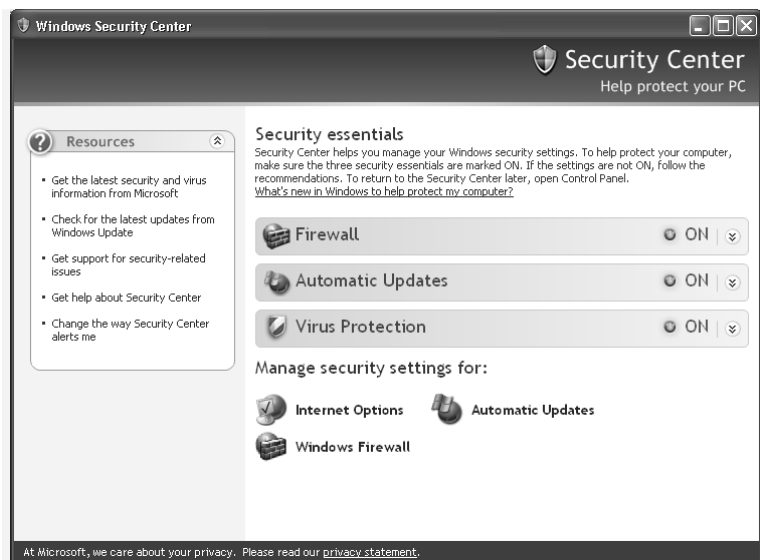 Windows Security Center
Security Center
Help protect your PC
Resources
Get the latest security and virus
information from Microsoft
Check for the latest updates from
Windows Update
Get support for security-related
issues
Get help about Security Center
Change the way Security Center
alerts me
Security essentials
Security Center helps you manage your Windows security settings. To help protect your computer,
make sure the three security essentials are marked ON. If the settings are not ON, follow the
recommendations. To return to the Security Center later, open Control Panel.
What's new in Windows to help protect my computer?
Firewall ON
Automatic Updates ON
Virus Protection ON
Manage security settings for:
Internet Options Automatic Updates
Windows Firewall
At Microsoft, we care about your privacy. Please read our privacy statement.